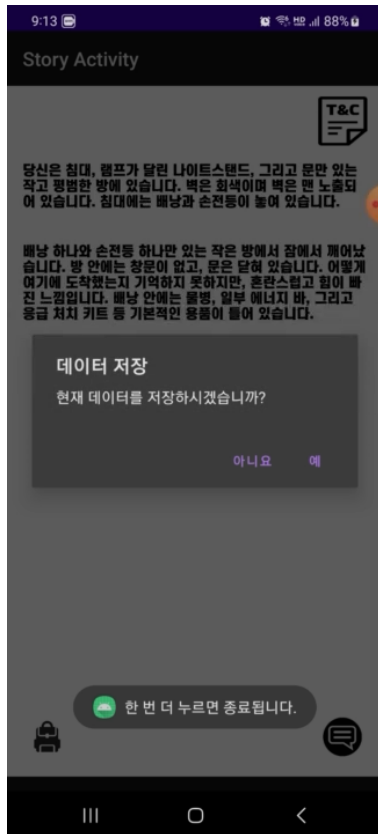 9:13
88%
Story Activity
T&C
당신은 침대, 램프가 달린 나이트스탠드, 그리고 문만 있는
작고 평범한 방에 있습니다. 벽은 회색이며 벽은 맨 노출되
어 있습니다. 침대에는 배낭과 손전등이 놓여 있습니다.
배낭 하나와 손전등 하나만 있는 작은 방에서 잠에서 깨어났
습니다. 방 안에는 창문이 없고, 문은 닫혀 있습니다. 어떻게
여기에 도착했는지 기억하지 못하지만, 혼란스럽고 힘이 빠
진 느낌입니다. 배낭 안에는 물병, 일부 에너지 바, 그리고
응급 처치 키트 등 기본적인 용품이 들어 있습니다.
데이터 저장
현재 데이터를 저장하시겠습니까?
아니요 예
한 번 더 누르면 종료됩니다.